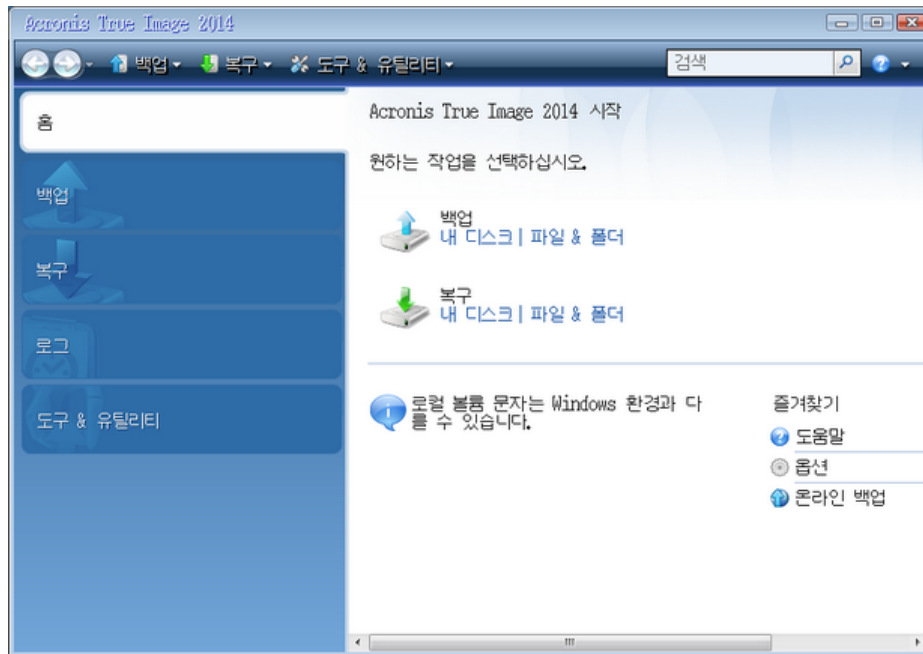 Acronis True Image 2014
백업 복구 도구 & 유틸리티 검색
홈
백업
복구
로그
도구 & 유틸리티
Acronis True Image 2014 시작
원하는 작업을 선택하십시오.
백업
내 디스크 | 파일 & 폴더
복구
내 디스크 | 파일 & 폴더
로컬 볼륨 문자는 Windows 환경과 다
를 수 있습니다.
즐겨찾기
도움말
옵션
온라인 백업